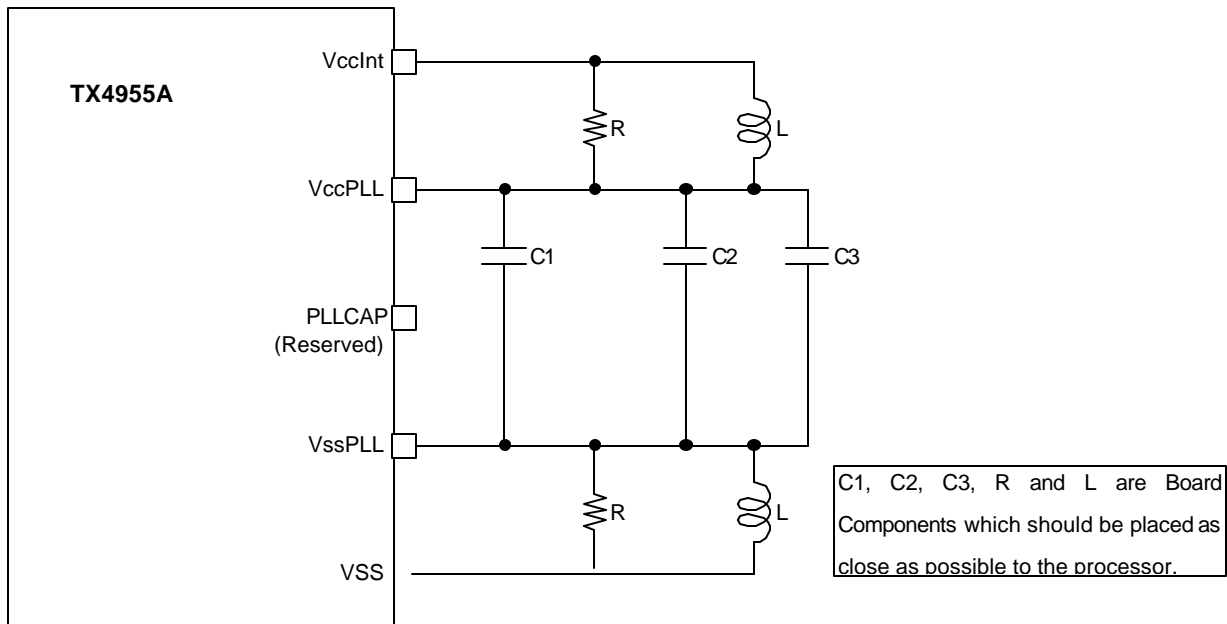 VccInt
TX4955A
R
L
VccPLL
C1
C2
C3
PLLCAP
(Reserved)
VssPLL
R
L
VSS
C1, C2, C3, R and L are Board
Components which should be placed as
close as possible to the processor.